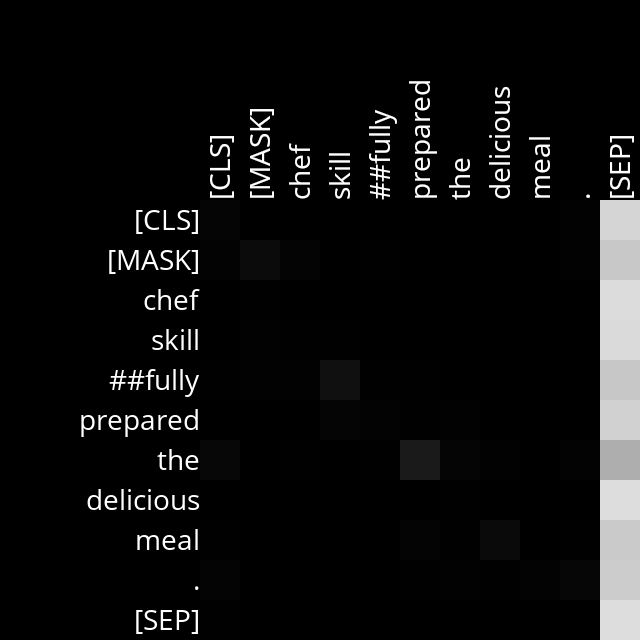 [CLS] [MASK] chef skill ##fully prepared the delicious meal . [SEP]
[CLS]
[MASK]
chef
skill
##fully
prepared
the
delicious
meal
.
[SEP]